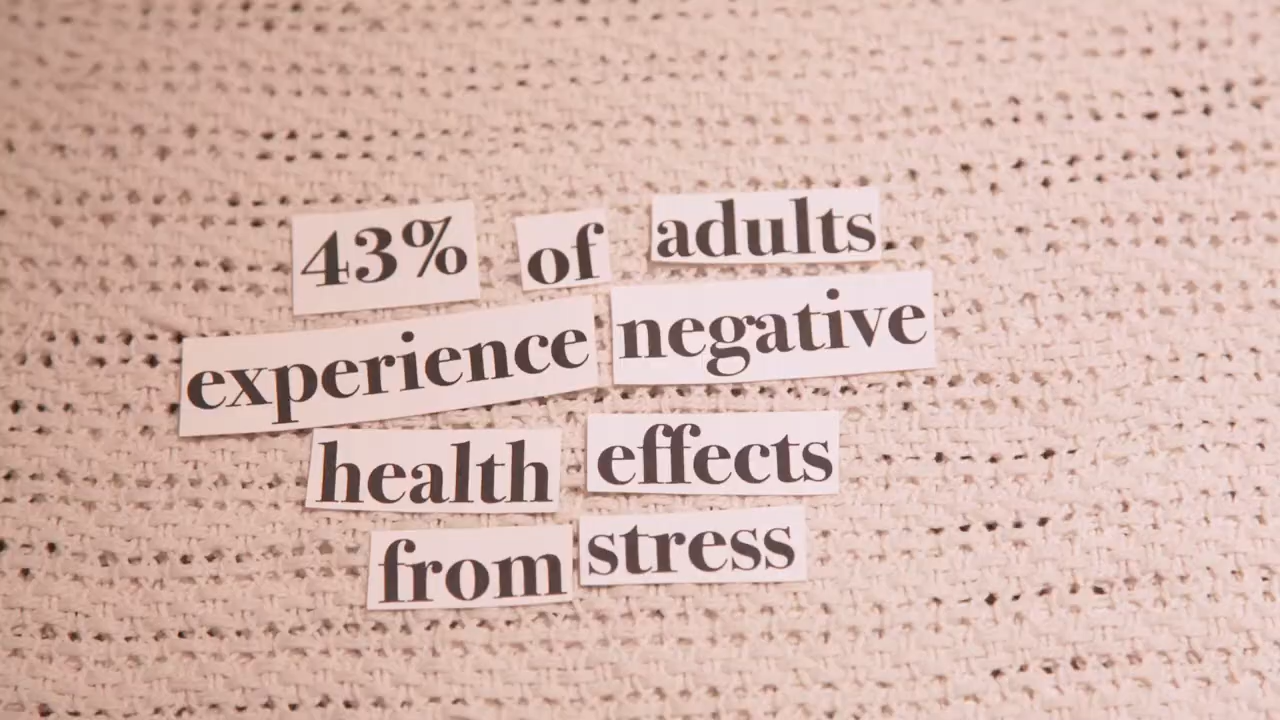 43% of adults
experience negative
health effects
from stress